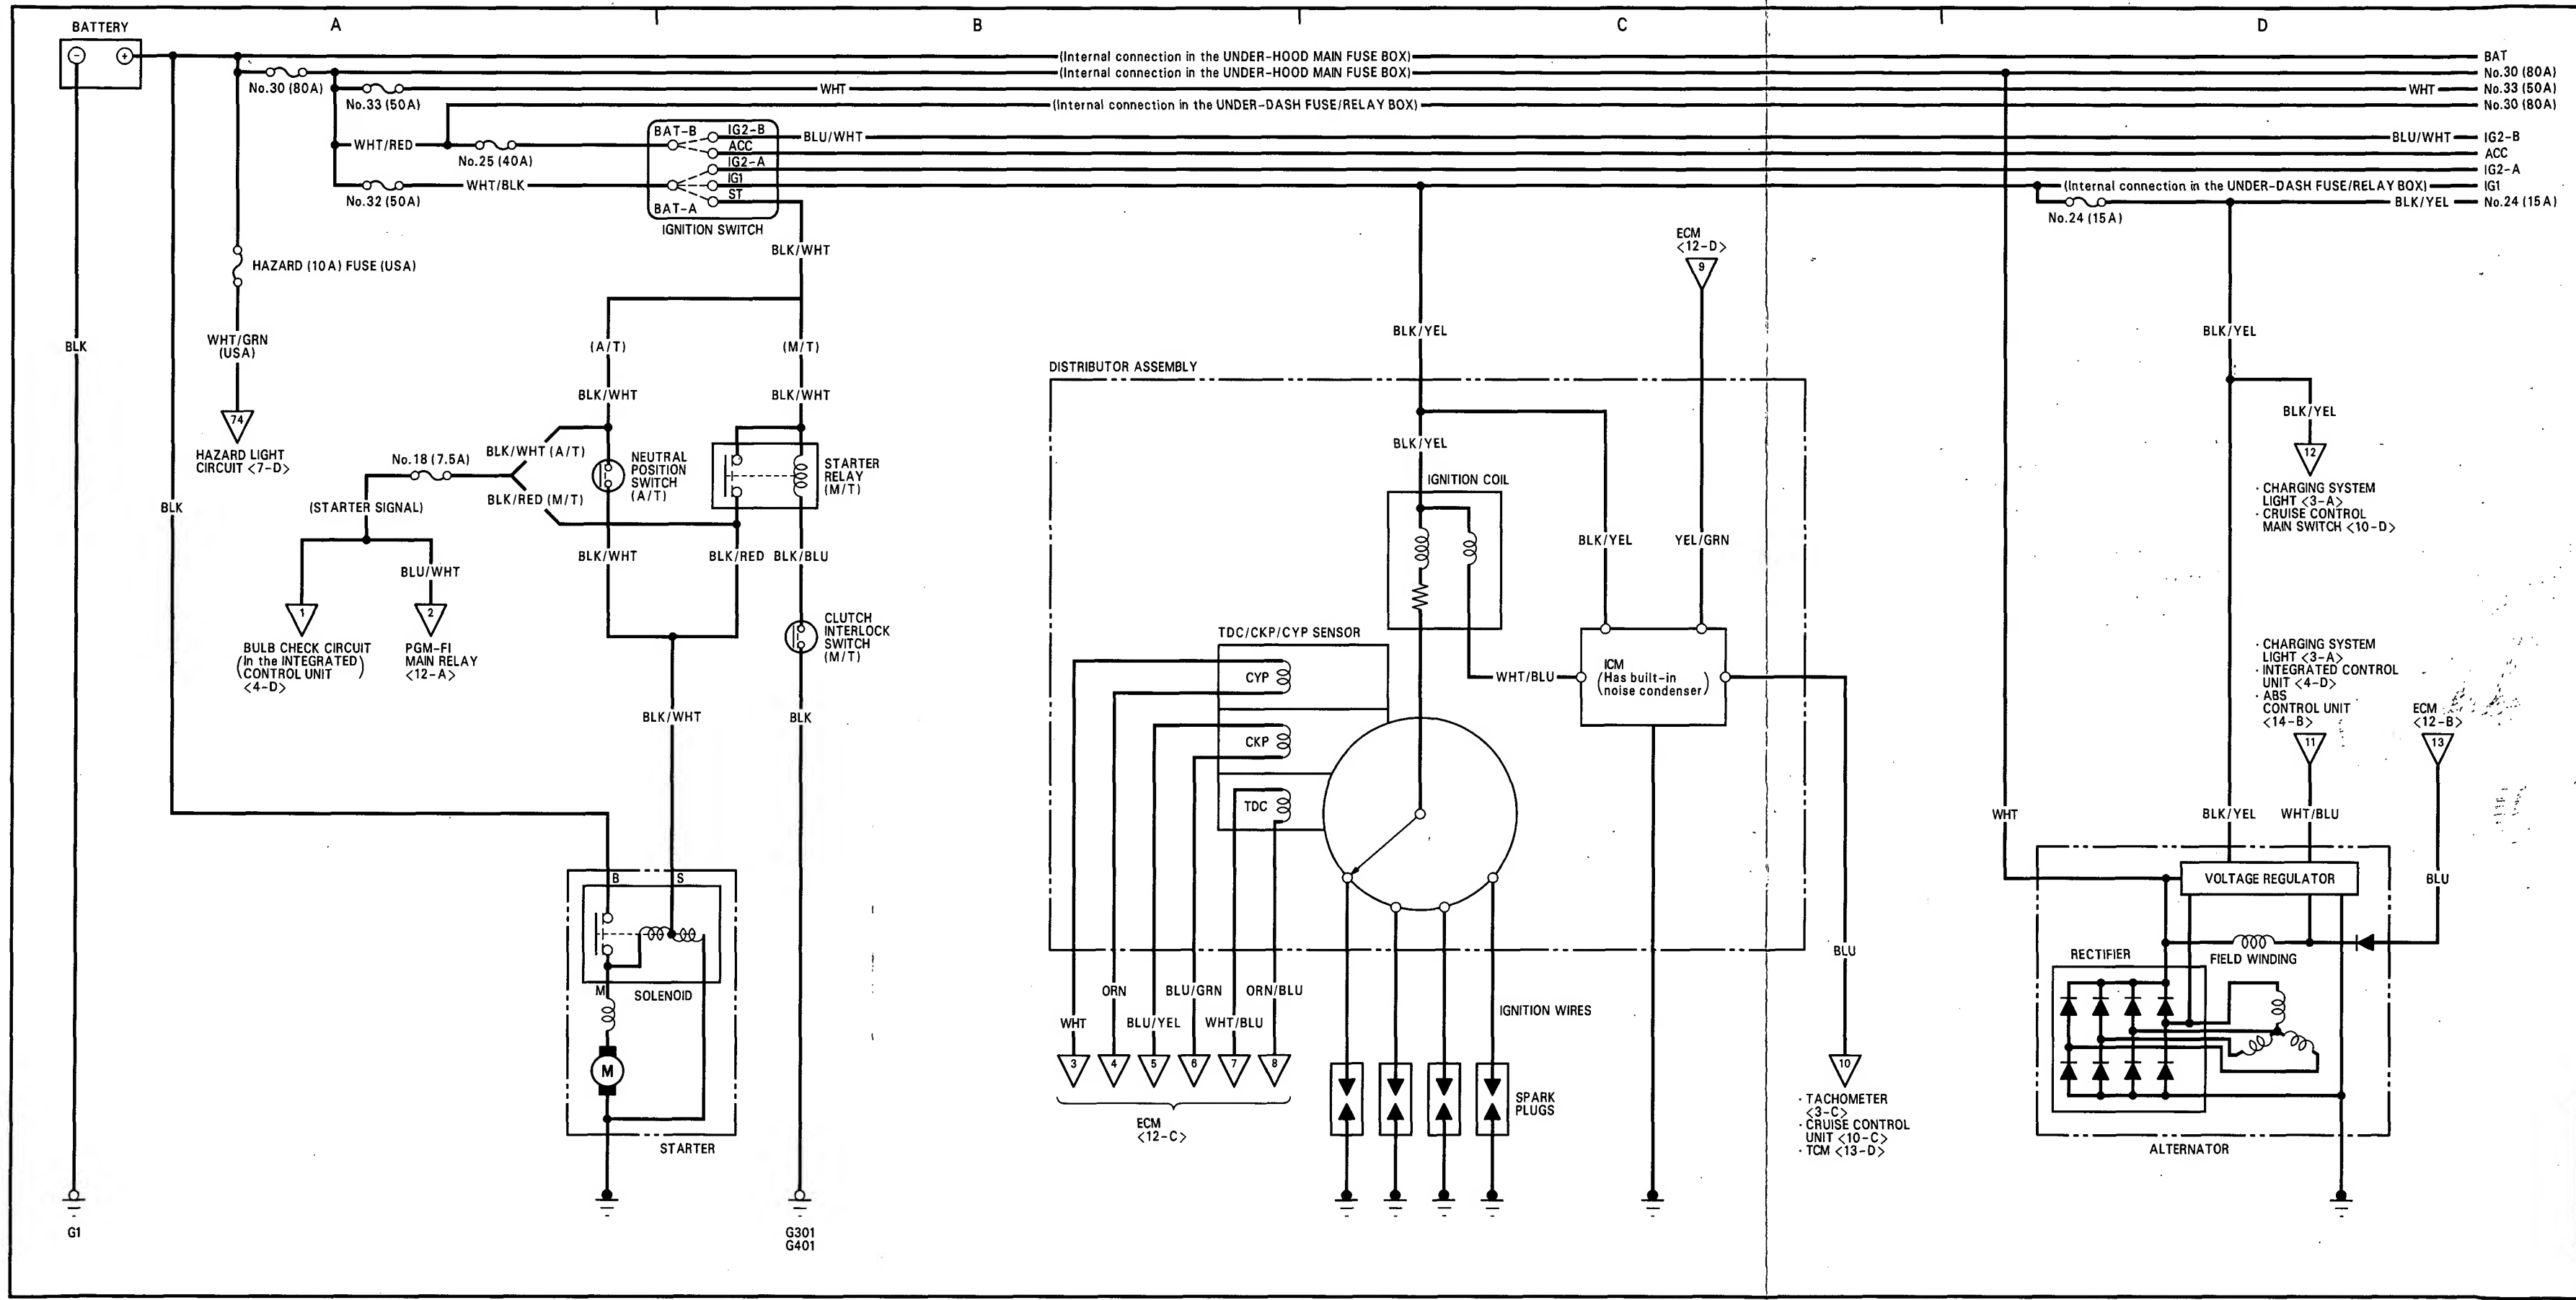 A
B
C
D
BATTERY
(Internal connection in the UNDER-HOOD MAIN FUSE BOX)
BAT
(Internal connection in the UNDER-HOOD MAIN FUSE BOX)
No.30 (80A)
No.30 (80A)
No.33 (50A)
WHT
WHT
No.33 (50A)
(Internal connection in the UNDER-DASH FUSE/RELAY BOX)
No.30 (80A)
WHT/RED
No.25 (40A)
BAT-B
IG2-B
ACC
IG2-A
IG1
ST
BAT-A
IGNITION SWITCH
BLU/WHT
BLU/WHT
IG2-B
ACC
IG2-A
WHT/BLK
No.32 (50A)
(Internal connection in the UNDER-DASH FUSE/RELAY BOX)
IG1
No.24 (15A)
BLK/YEL
No.24 (15A)
BLK
BLK
HAZARD (10A) FUSE (USA)
WHT/GRN
(USA)
74
HAZARD LIGHT
CIRCUIT <7-D>
BLK/WHT
(A/T)
(M/T)
BLK/WHT
BLK/WHT
BLK/WHT (A/T)
No.18 (7.5A)
BLK/RED (M/T)
(STARTER SIGNAL)
NEUTRAL
POSITION
SWITCH
(A/T)
STARTER
RELAY
(M/T)
BLK/WHT
BLK/RED
BLK/BLU
BLU/WHT
1
2
BULB CHECK CIRCUIT
(In the INTEGRATED)
CONTROL UNIT
<4-D>
PGM-FI
MAIN RELAY
<12-A>
CLUTCH
INTERLOCK
SWITCH
(M/T)
BLK/WHT
BLK
B
S
M
SOLENOID
M
STARTER
G1
G301
G401
BLK/YEL
ECM
<12-D>
9
DISTRIBUTOR ASSEMBLY
BLK/YEL
IGNITION COIL
BLK/YEL
YEL/GRN
TDC/CKP/CYP SENSOR
CYP
CKP
TDC
WHT/BLU
ICM
(Has built-in
noise condenser)
WHT
ORN
BLU/YEL
BLU/GRN
WHT/BLU
ORN/BLU
3
4
5
6
7
8
ECM
<12-C>
IGNITION WIRES
SPARK
PLUGS
BLU
10
· TACHOMETER
<3-C>
· CRUISE CONTROL
UNIT <10-C>
· TCM <13-D>
BLK/YEL
BLK/YEL
12
· CHARGING SYSTEM
LIGHT <3-A>
· CRUISE CONTROL
MAIN SWITCH <10-D>
· CHARGING SYSTEM
LIGHT <3-A>
· INTEGRATED CONTROL
UNIT <4-D>
· ABS
CONTROL UNIT
<14-B>
11
ECM
<12-B>
13
WHT
BLK/YEL
WHT/BLU
BLU
VOLTAGE REGULATOR
RECTIFIER
FIELD WINDING
ALTERNATOR